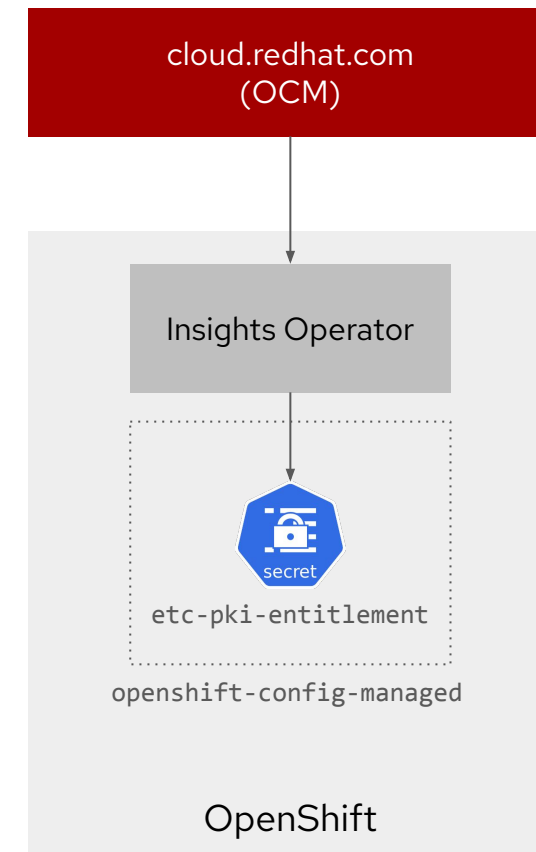 cloud.redhat.com
(OCM)
Insights Operator
secret
etc-pki-entitlement
openshift-config-managed
OpenShift